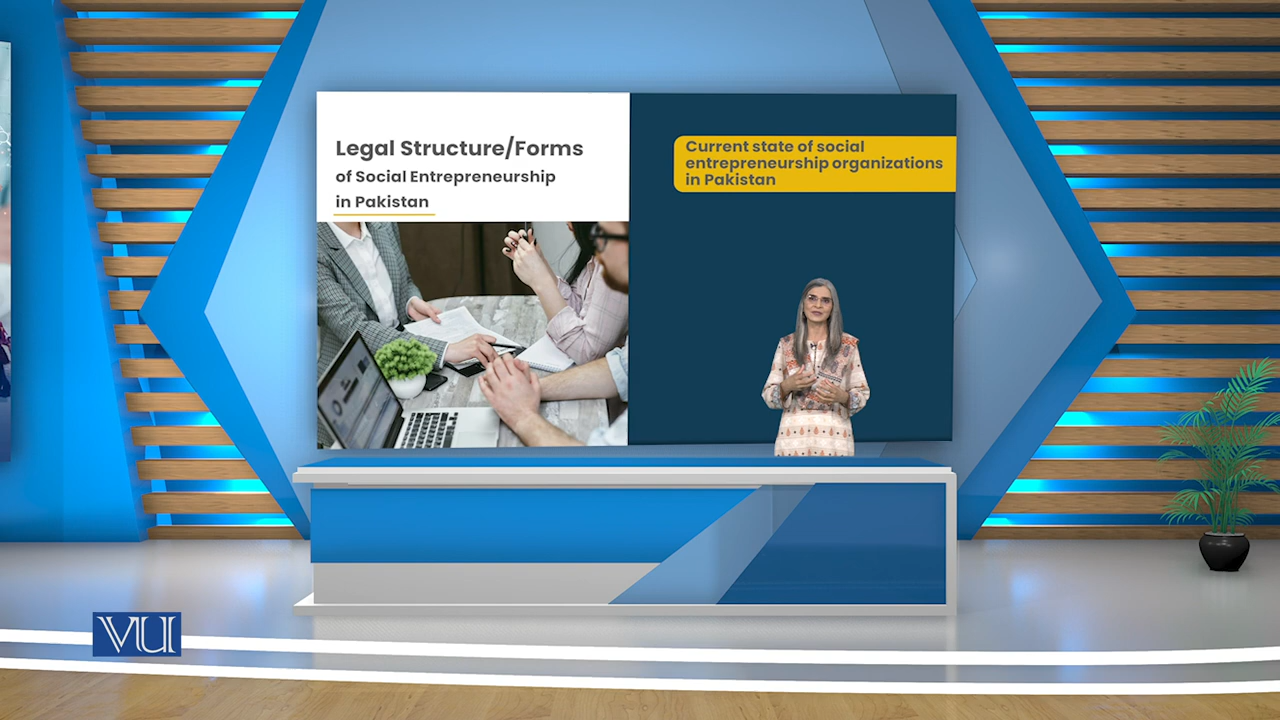 Legal Structure/Forms
of Social Entrepreneurship
in Pakistan
Current state of social
entrepreneurship organizations
in Pakistan
VU